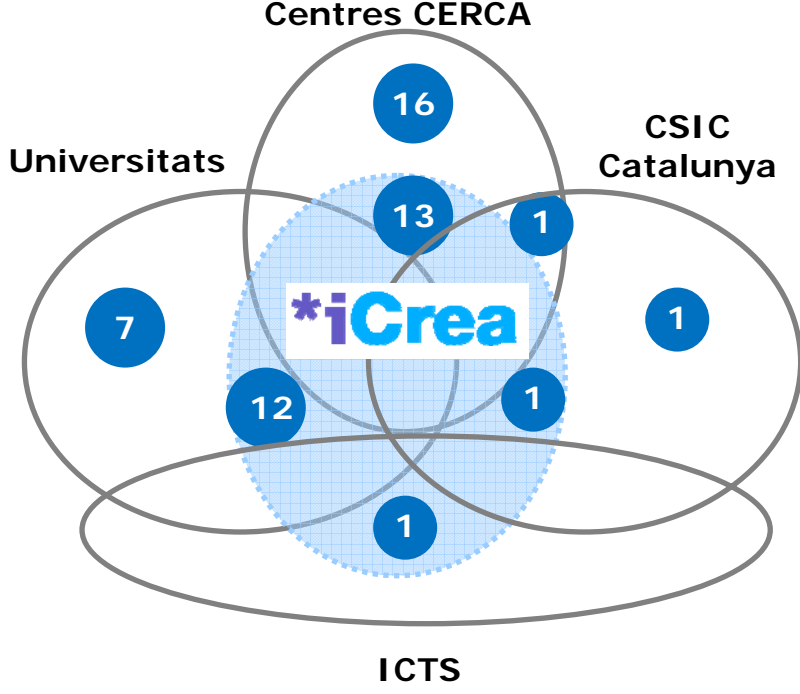 Centres CERCA
16
CSIC
Catalunya
Universitats
13
1
*iCrea
7
1
12
1
1
ICTS